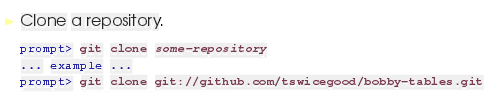 Clone a repository.
prompt> git clone some-repository
... example ...
prompt> git clone git://github.com/tswicegood/bobby-tables.git